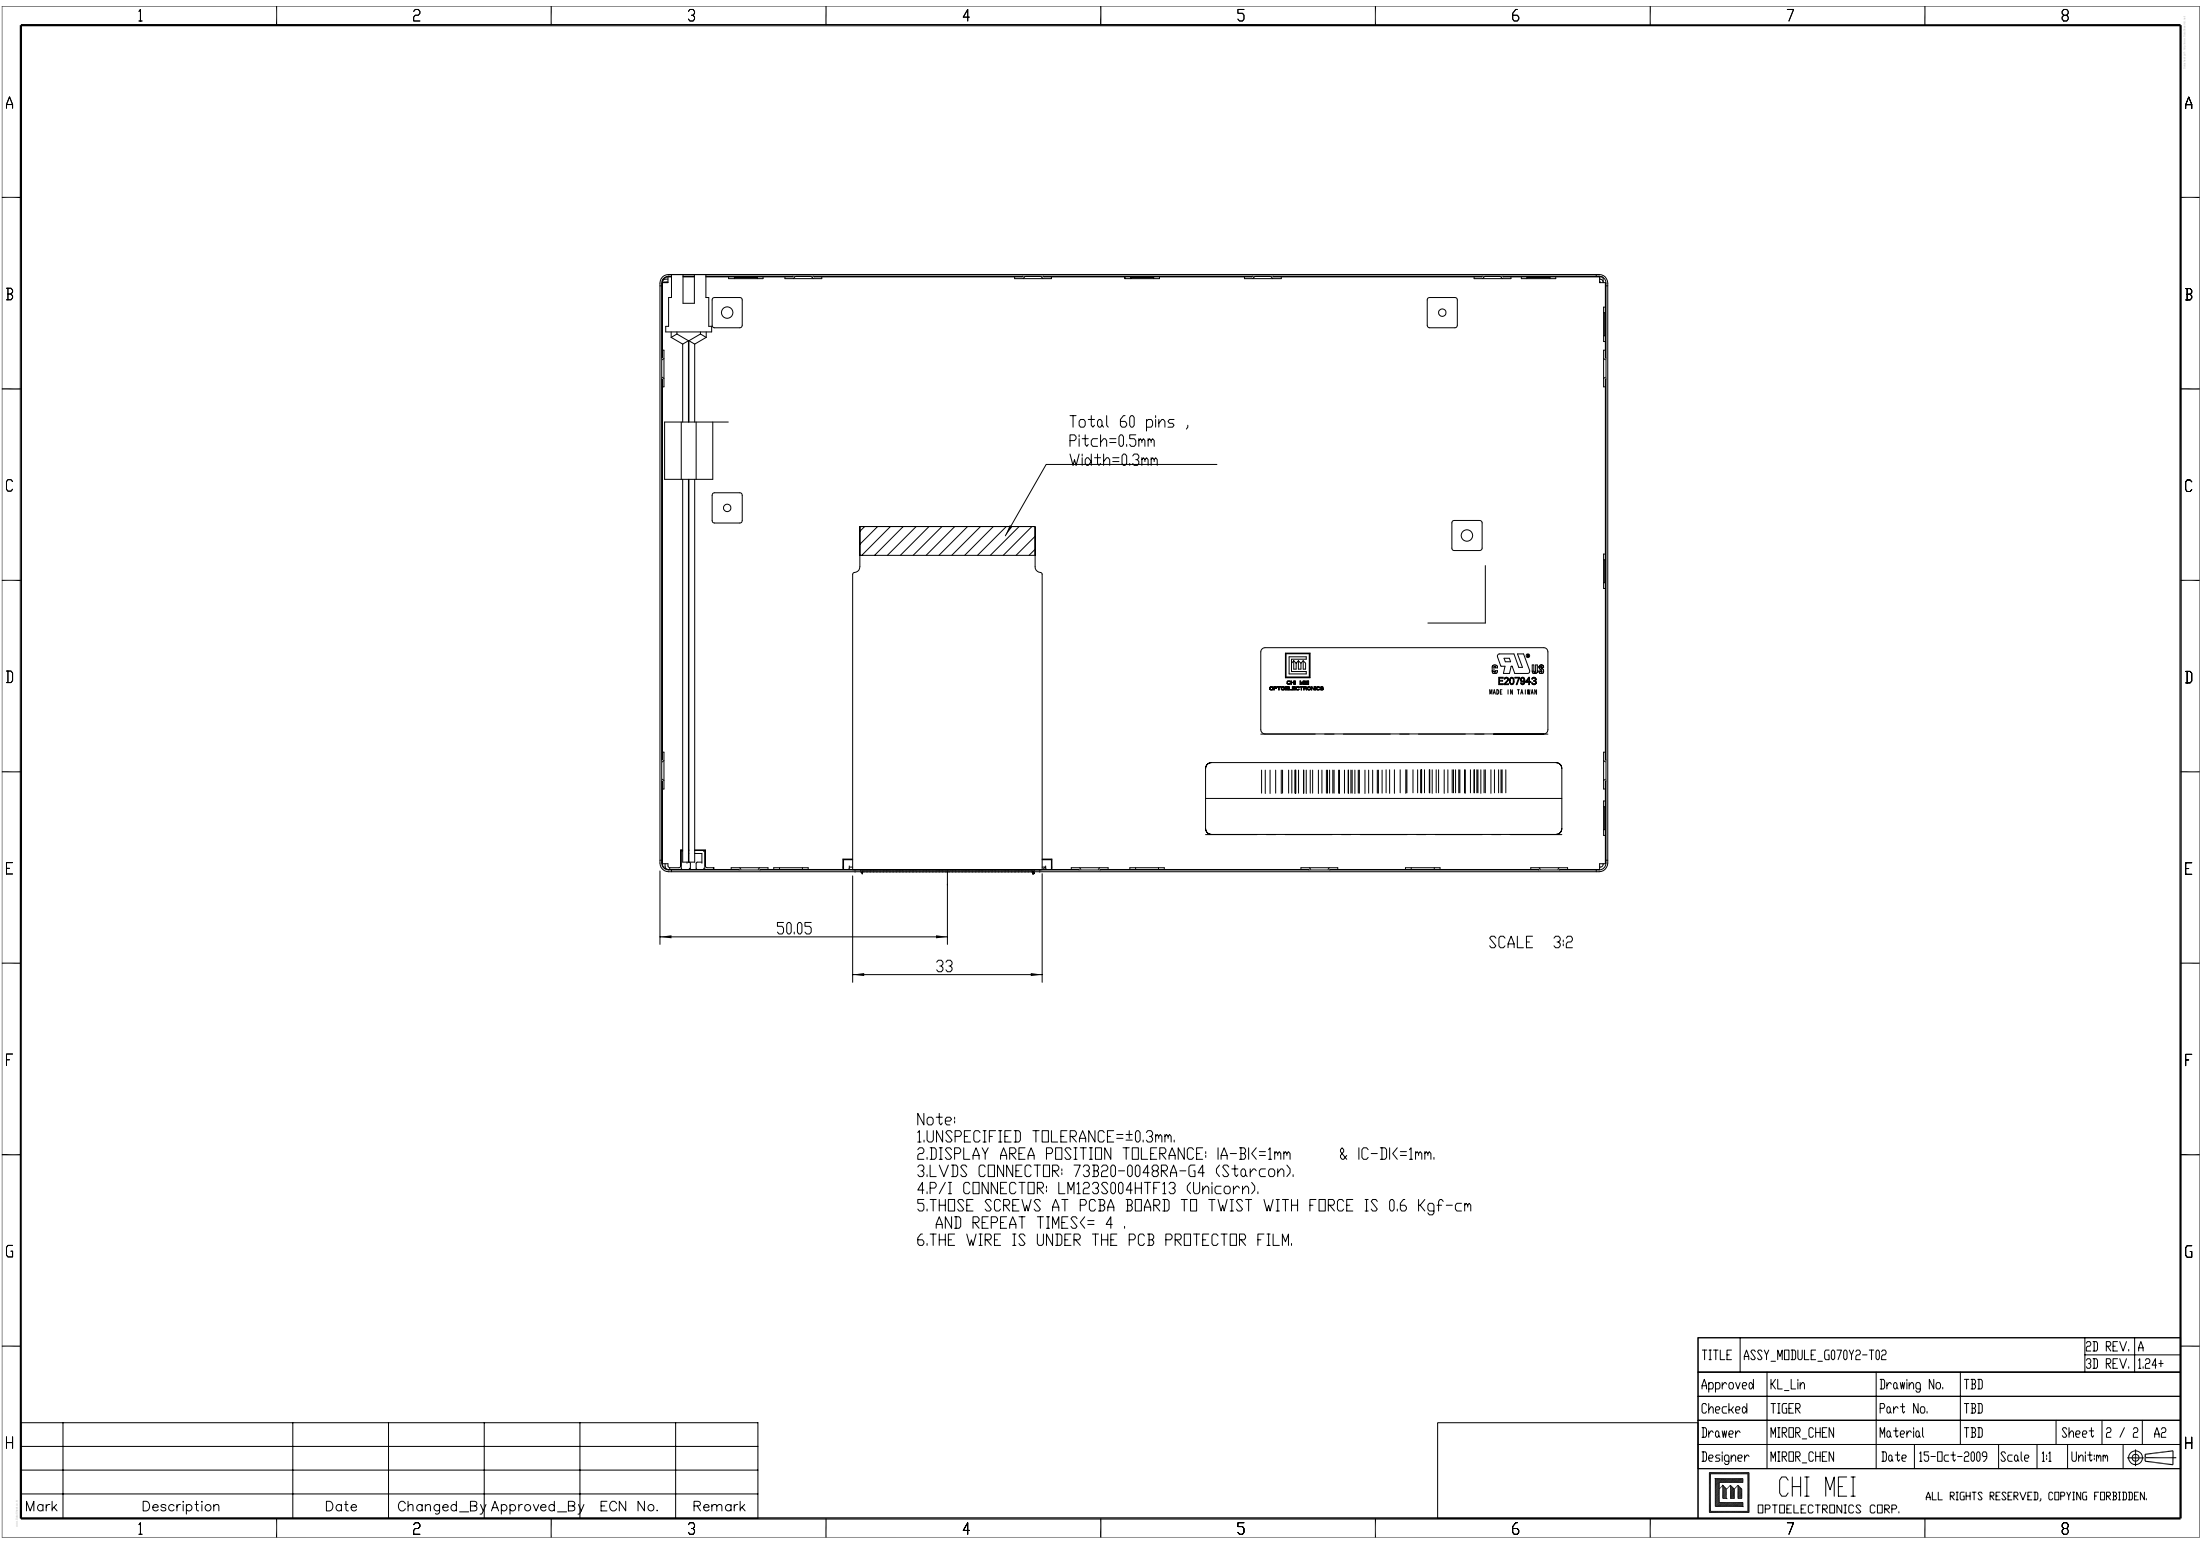 1 2 3 4 5 6 7 8
A A
B B
Total 60 pins ,
Pitch=0.5mm
Width=0.3mm
C C
CHI MEI
OPTOELECTRONICS
c US
E207943
MADE IN TAIWAN
D D
E E
50.05
33
SCALE 3:2
F F
Note:
1.UNSPECIFIED TOLERANCE=±0.3mm.
2.DISPLAY AREA POSITION TOLERANCE: |A-B|<=1mm & |C-D|<=1mm.
3.LVDS CONNECTOR: 73B20-0048RA-G4 (Starcon).
4.P/I CONNECTOR: LM123S004HTF13 (Unicorn).
5.THOSE SCREWS AT PCBA BOARD TO TWIST WITH FORCE IS 0.6 Kgf-cm
AND REPEAT TIMES<= 4 .
6.THE WIRE IS UNDER THE PCB PROTECTOR FILM.
G G
TITLE ASSY_MODULE_G070Y2-T02 2D REV. A
3D REV. 1.24+
Approved KL_Lin Drawing No. TBD
Checked TIGER Part No. TBD
Drawer MIROR_CHEN Material TBD Sheet 2 / 2 A2
Designer MIROR_CHEN Date 15-Oct-2009 Scale 1:1 Unit:mm
CHI MEI
OPTOELECTRONICS CORP.
ALL RIGHTS RESERVED, COPYING FORBIDDEN.
H H
Mark Description Date Changed_By Approved_By ECN No. Remark
1 2 3 4 5 6 7 8